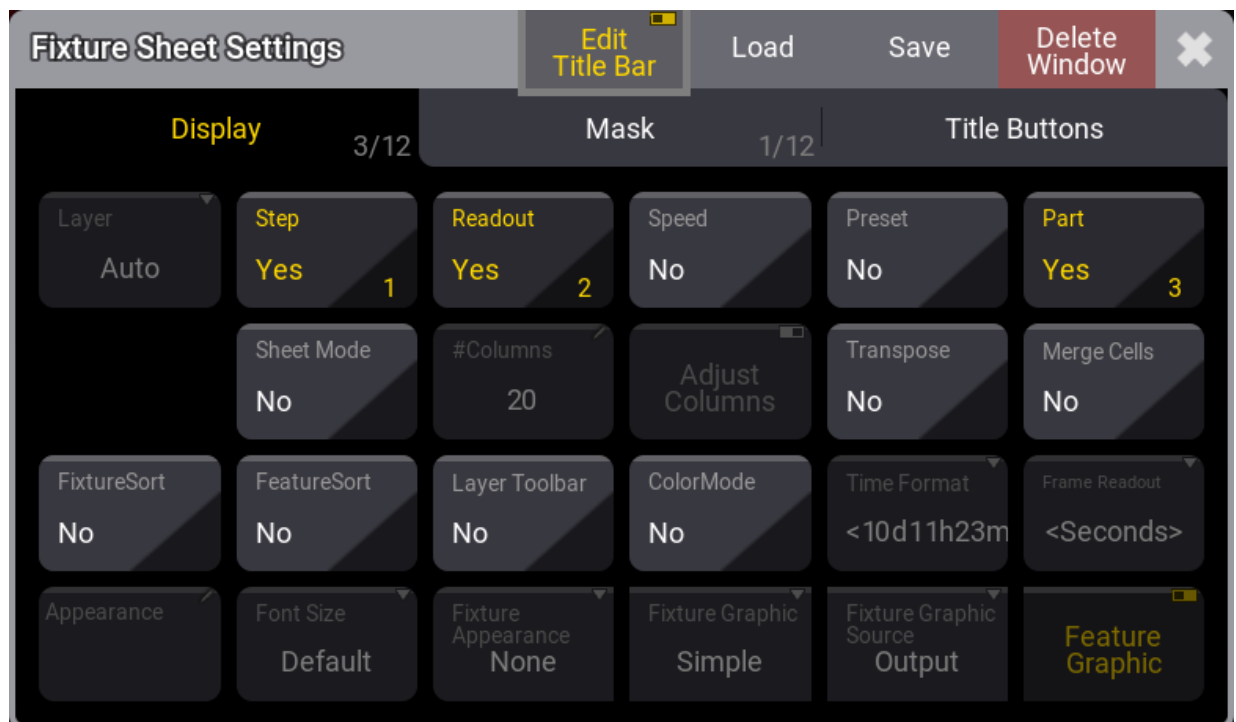 Fixture Sheet Settings
Edit
Title Bar
Load
Save
Delete
Window
Display
3/12
Mask
1/12
Title Buttons
Layer
Auto
Step
Yes
1
Readout
Yes
2
Speed
No
Preset
No
Part
Yes
3
Sheet Mode
No
#Columns
20
Adjust
Columns
Transpose
No
Merge Cells
No
FixtureSort
No
FeatureSort
No
Layer Toolbar
No
ColorMode
No
Time Format
<10d11h23m
Frame Readout
<Seconds>
Appearance
Font Size
Default
Fixture
Appearance
None
Fixture Graphic
Simple
Fixture Graphic
Source
Output
Feature
Graphic